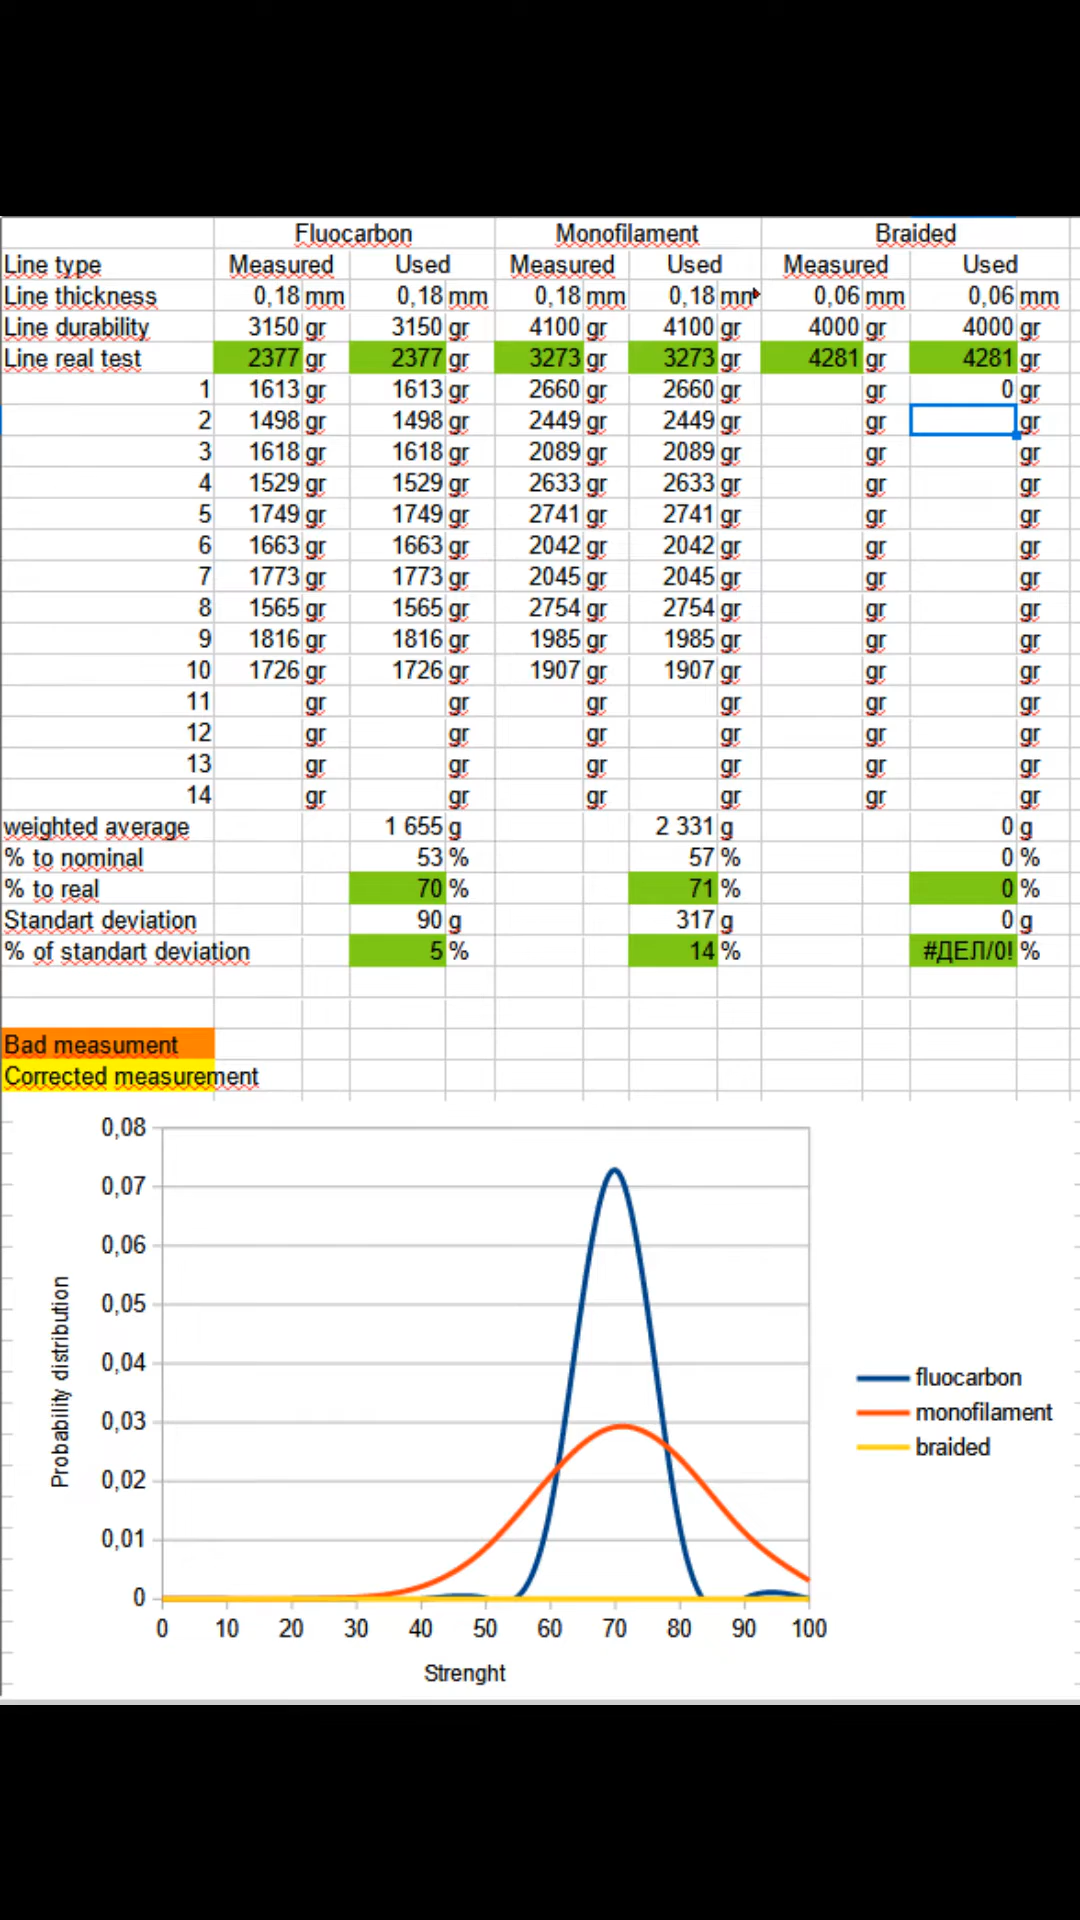 Fluocarbon Monofilament Braided
Line type Measured Used Measured Used Measured Used
Line thickness 0,18 mm 0,18 mm 0,18 mm 0,18 mn 0,06 mm 0,06 mm
Line durability 3150 gr 3150 gr 4100 gr 4100 gr 4000 gr 4000 gr
Line real test 2377 gr 2377 gr 3273 gr 3273 gr 4281 gr 4281 gr
1 1613 gr 1613 gr 2660 gr 2660 gr gr 0 gr
2 1498 gr 1498 gr 2449 gr 2449 gr gr gr
3 1618 gr 1618 gr 2089 gr 2089 gr gr gr
4 1529 gr 1529 gr 2633 gr 2633 gr gr gr
5 1749 gr 1749 gr 2741 gr 2741 gr gr gr
6 1663 gr 1663 gr 2042 gr 2042 gr gr gr
7 1773 gr 1773 gr 2045 gr 2045 gr gr gr
8 1565 gr 1565 gr 2754 gr 2754 gr gr gr
9 1816 gr 1816 gr 1985 gr 1985 gr gr gr
10 1726 gr 1726 gr 1907 gr 1907 gr gr gr
11 gr gr gr gr gr gr
12 gr gr gr gr gr gr
13 gr gr gr gr gr gr
14 gr gr gr gr gr gr
weighted average 1 655 g 2 331 g 0 g
% to nominal 53 % 57 % 0 %
% to real 70 % 71 % 0 %
Standart deviation 90 g 317 g 0 g
% of standart deviation 5 % 14 % #ДЕЛ/0! %
Bad measument
Corrected measurement
0,08
0,07
0,06
0,05
0,04
0,03
0,02
0,01
0
Probability distribution
fluocarbon
monofilament
braided
0 10 20 30 40 50 60 70 80 90 100
Strenght